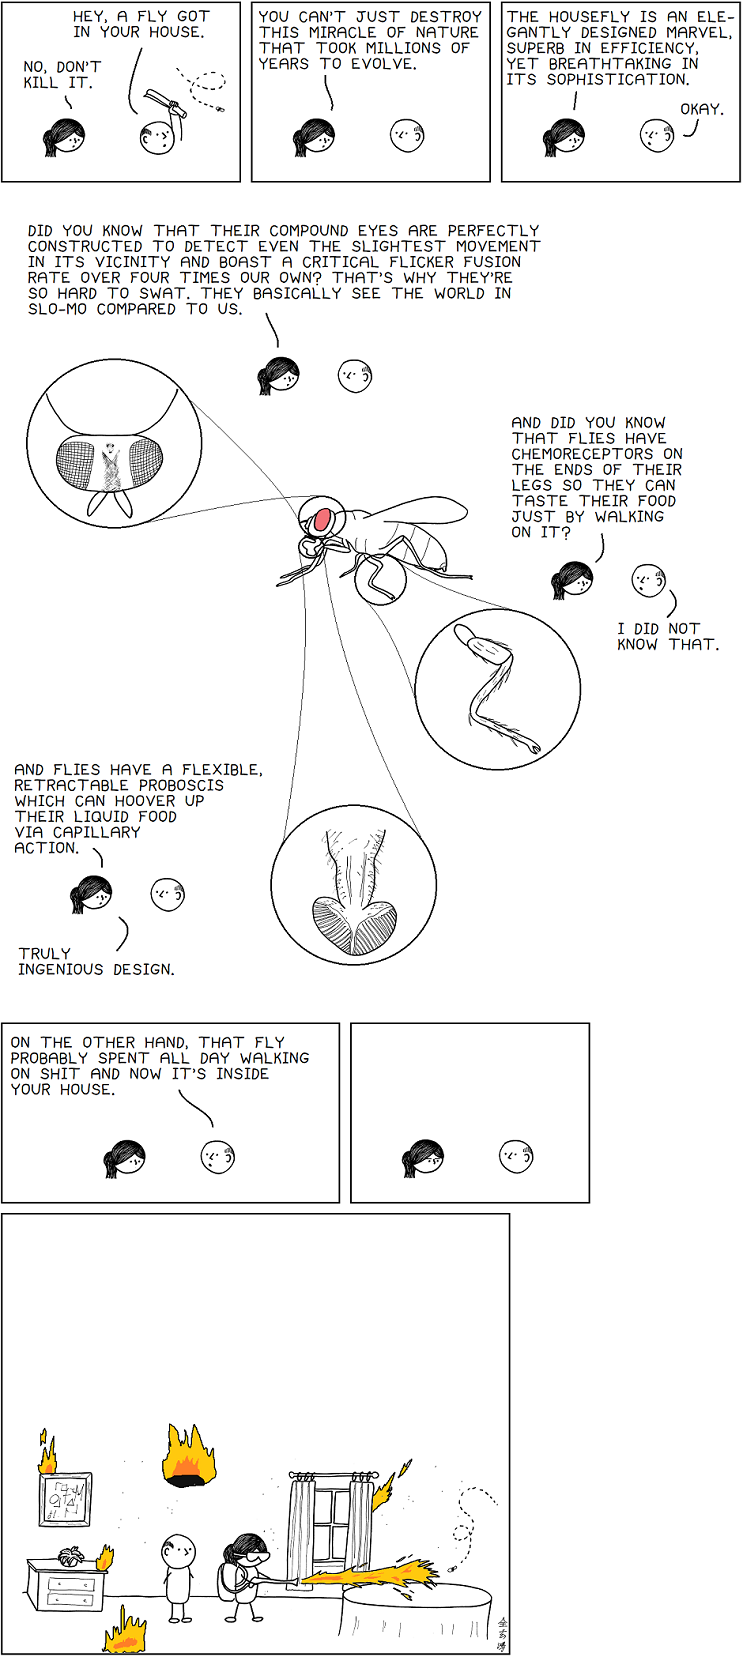 HEY, A FLY GOT
IN YOUR HOUSE.
NO, DON'T
KILL IT.
YOU CAN'T JUST DESTROY
THIS MIRACLE OF NATURE
THAT TOOK MILLIONS OF
YEARS TO EVOLVE.
THE HOUSEFLY IS AN ELE-
GANTLY DESIGNED MARVEL,
SUPERB IN EFFICIENCY,
YET BREATHTAKING IN
ITS SOPHISTICATION.
OKAY.
DID YOU KNOW THAT THEIR COMPOUND EYES ARE PERFECTLY
CONSTRUCTED TO DETECT EVEN THE SLIGHTEST MOVEMENT
IN ITS VICINITY AND BOAST A CRITICAL FLICKER FUSION
RATE OVER FOUR TIMES OUR OWN? THAT'S WHY THEY'RE
SO HARD TO SWAT. THEY BASICALLY SEE THE WORLD IN
SLO-MO COMPARED TO US.
AND DID YOU KNOW
THAT FLIES HAVE
CHEMORECEPTORS ON
THE ENDS OF THEIR
LEGS SO THEY CAN
TASTE THEIR FOOD
JUST BY WALKING
ON IT?
I DID NOT
KNOW THAT.
AND FLIES HAVE A FLEXIBLE,
RETRACTABLE PROBOSCIS
WHICH CAN HOOVER UP
THEIR LIQUID FOOD
VIA CAPILLARY
ACTION.
TRULY
INGENIOUS DESIGN.
ON THE OTHER HAND, THAT FLY
PROBABLY SPENT ALL DAY WALKING
ON SHIT AND NOW IT'S INSIDE
YOUR HOUSE.